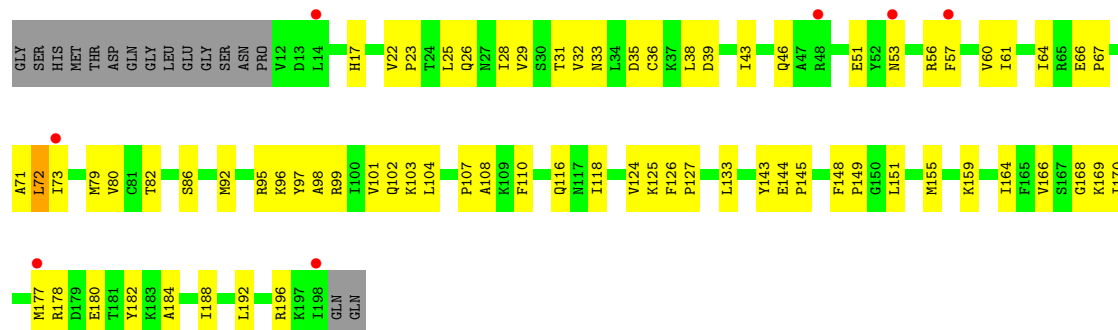 GLY SER HIS MET THR ASP GLN GLY LEU GLU GLY SER ASN PRO V12 D13 L14 H17 V22 P23 T24 L25 Q26 N27 I28 V29 S30 T31 V32 N33 L34 D35 C36 K37 L38 D39 I43 Q46 A47 R48 E51 Y52 N53 R56 F57 V60 I61 I64 R65 E66 P67
A71 L72 I73 M79 V80 C81 T82 S86 M92 R95 K96 Y97 A98 R99 I100 V101 Q102 K103 L104 P107 A108 K109 F110 Q116 N117 I118 V124 K125 F126 P127 L133 Y143 E144 P145 F148 P149 G150 L151 M155 K159 I164 F165 V166 S167 G168 K169 I170
M177 R178 D179 E180 T181 Y182 K183 A184 I188 L192 R196 K197 I198 GLN GLN